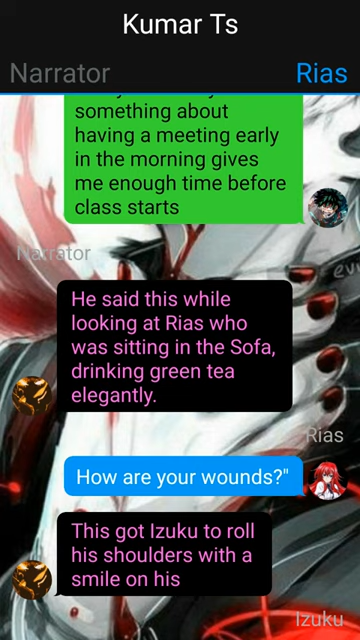 Kumar Ts
Narrator
Rias
something about
having a meeting early
in the morning gives
me enough time before
class starts
Narrator
He said this while
looking at Rias who
was sitting in the Sofa,
drinking green tea
elegantly.
Rias
How are your wounds?"
This got Izuku to roll
his shoulders with a
smile on his
Izuku